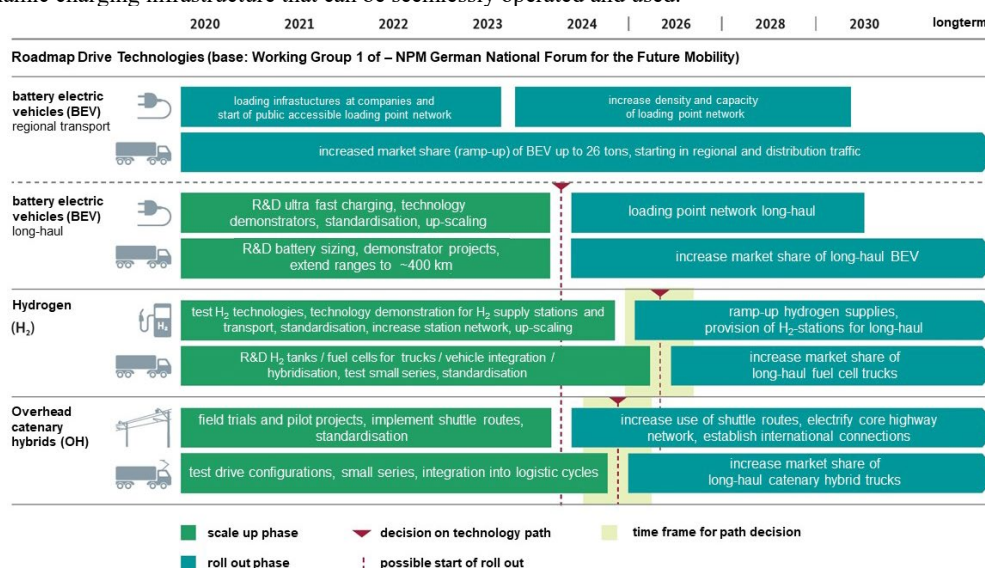 namic charging infrastructure that can be seemlessly operated and used.
2020 2021 2022 2023 2024 2026 2028 2030 longterm
Roadmap Drive Technologies (base: Working Group 1 of – NPM German National Forum for the Future Mobility)
battery electric
vehicles (BEV)
regional transport
loading infrastuctures at companies and
start of public accessible loading point network
increase density and capacity
of loading point network
increased market share (ramp-up) of BEV up to 26 tons, starting in regional and distribution traffic
battery electric
vehicles (BEV)
long-haul
R&D ultra fast charging, technology
demonstrators, standardisation, up-scaling
loading point network long-haul
R&D battery sizing, demonstrator projects,
extend ranges to ~400 km
increase market share of long-haul BEV
Hydrogen
(H₂)
H₂
test H₂ technologies, technology demonstration for H₂ supply stations and
transport, standardisation, increase station network, up-scaling
ramp-up hydrogen supplies,
provision of H₂-stations for long-haul
R&D H₂ tanks / fuel cells for trucks / vehicle integration /
hybridisation, test small series, standardisation
increase market share of
long-haul fuel cell trucks
Overhead
catenary
hybrids (OH)
field trials and pilot projects, implement shuttle routes,
standardisation
increase use of shuttle routes, electrify core highway
network, establish international connections
test drive configurations, small series, integration into logistic cycles
increase market share of
long-haul catenary hybrid trucks
scale up phase
decision on technology path
time frame for path decision
roll out phase
possible start of roll out